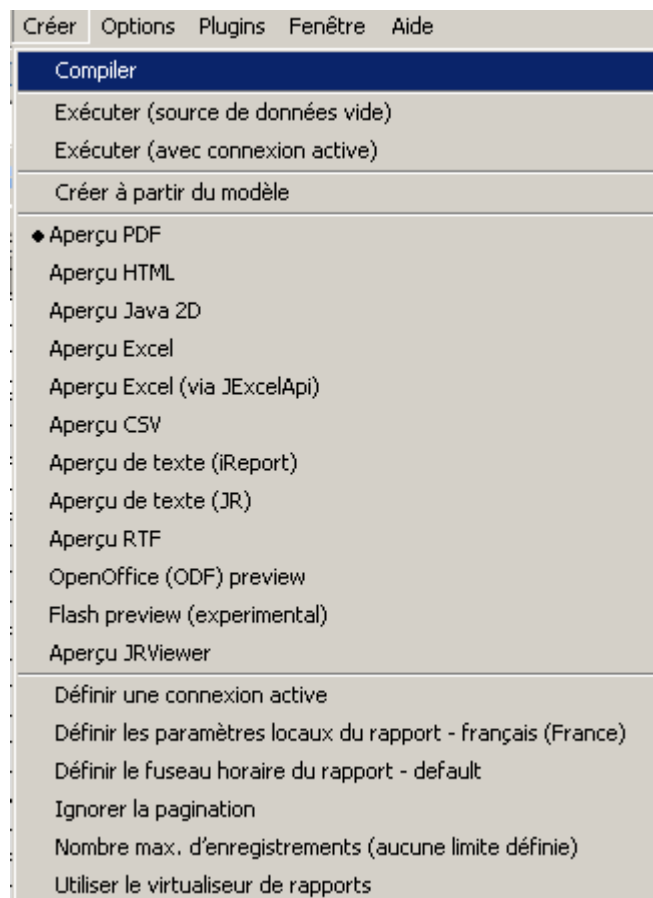 Créer Options Plugins Fenêtre Aide
Compiler
Exécuter (source de données vide)
Exécuter (avec connexion active)
Créer à partir du modèle
Aperçu PDF
Aperçu HTML
Aperçu Java 2D
Aperçu Excel
Aperçu Excel (via JExcelApi)
Aperçu CSV
Aperçu de texte (iReport)
Aperçu de texte (JR)
Aperçu RTF
OpenOffice (ODF) preview
Flash preview (experimental)
Aperçu JRViewer
Définir une connexion active
Définir les paramètres locaux du rapport - français (France)
Définir le fuseau horaire du rapport - default
Ignorer la pagination
Nombre max. d'enregistrements (aucune limite définie)
Utiliser le virtualiseur de rapports